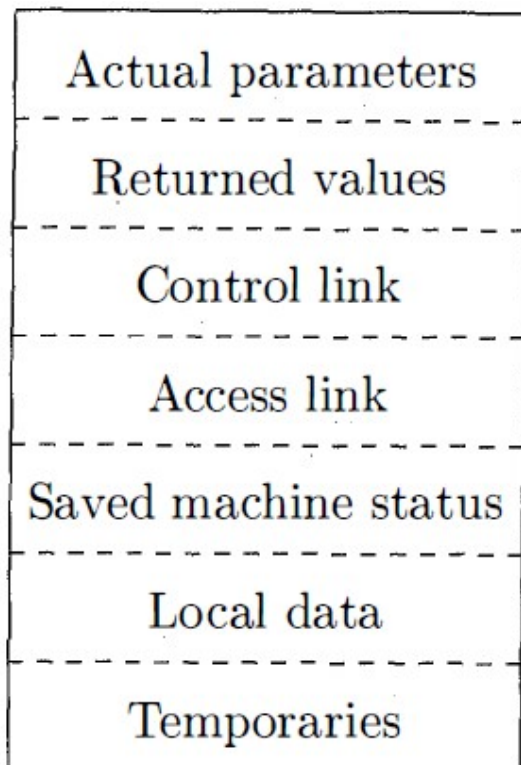 Actual parameters
Returned values
Control link
Access link
Saved machine status
Local data
Temporaries